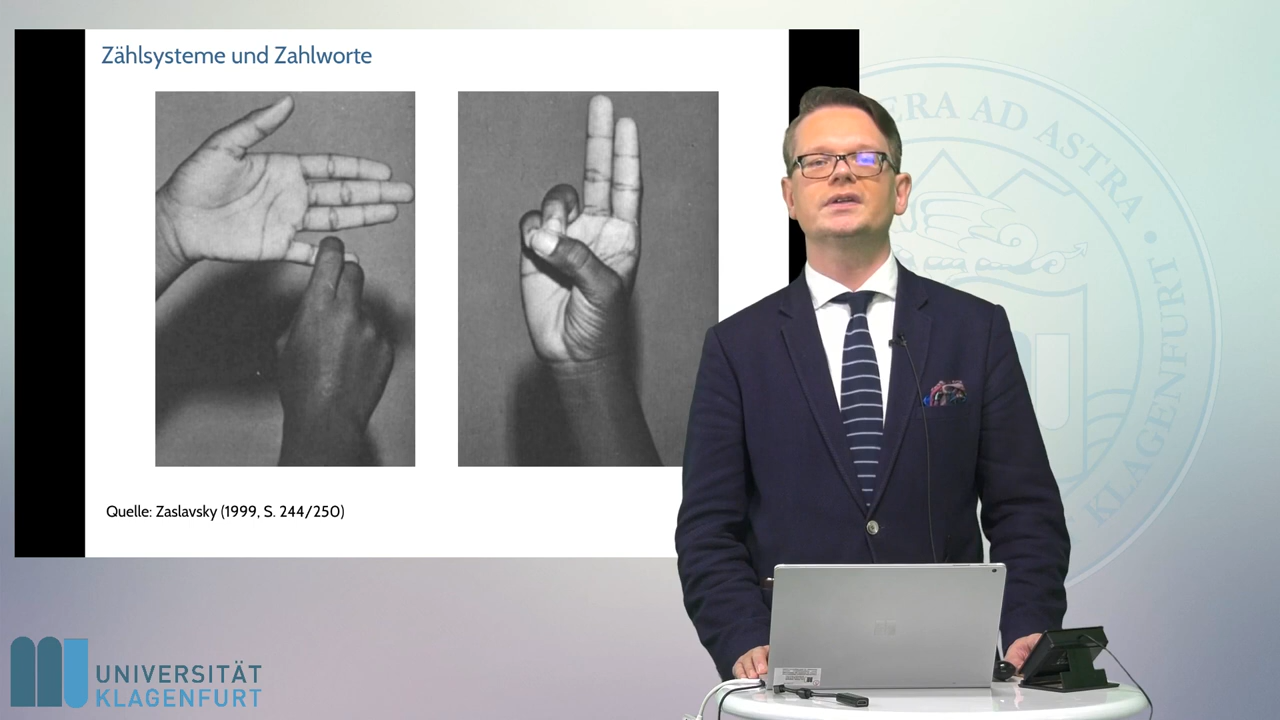 Zählsysteme und Zahlworte
Quelle: Zaslavsky (1999, S. 244/250)
ERA AD ASTRA • KLAGENFURT
UNIVERSITÄT
KLAGENFURT